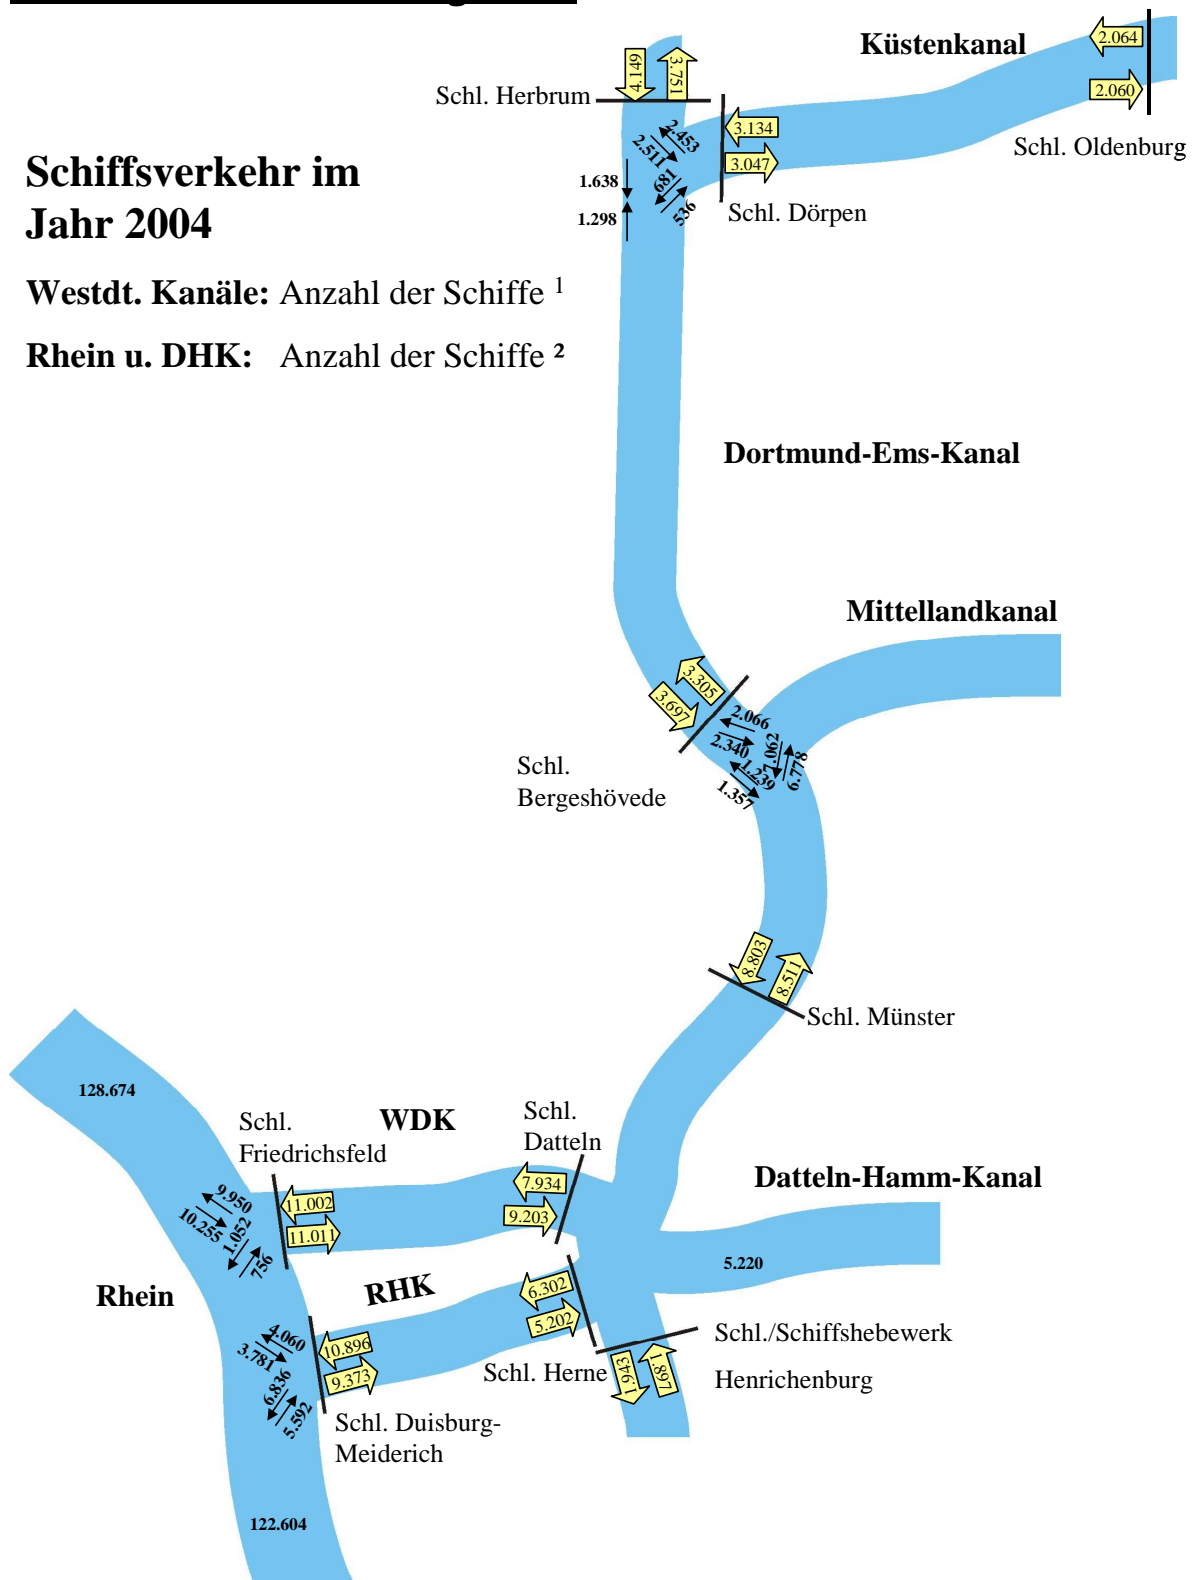 Küstenkanal
2.064
2.060
Schl. Oldenburg
4.149
3.751
Schl. Herbrum
3.134
3.047
Schl. Dörpen
2.453
2.511
681
536
1.638
1.298
Schiffsverkehr im
Jahr 2004
Westdt. Kanäle: Anzahl der Schiffe ¹
Rhein u. DHK: Anzahl der Schiffe ²
Dortmund-Ems-Kanal
Mittellandkanal
3.305
3.697
2.066
2.340
7.062
6.778
1.239
1.357
Schl.
Bergeshövede
8.803
8.511
Schl. Münster
128.674
Schl.
Friedrichsfeld
WDK
Schl.
Datteln
Datteln-Hamm-Kanal
7.934
9.203
11.002
11.011
9.950
10.255
1.052
756
5.220
Rhein
RHK
6.302
5.202
Schl./Schiffshebewerk
Henrichenburg
Schl. Herne
1.943
1.897
4.060
3.781
6.836
5.592
10.896
9.373
Schl. Duisburg-
Meiderich
122.604